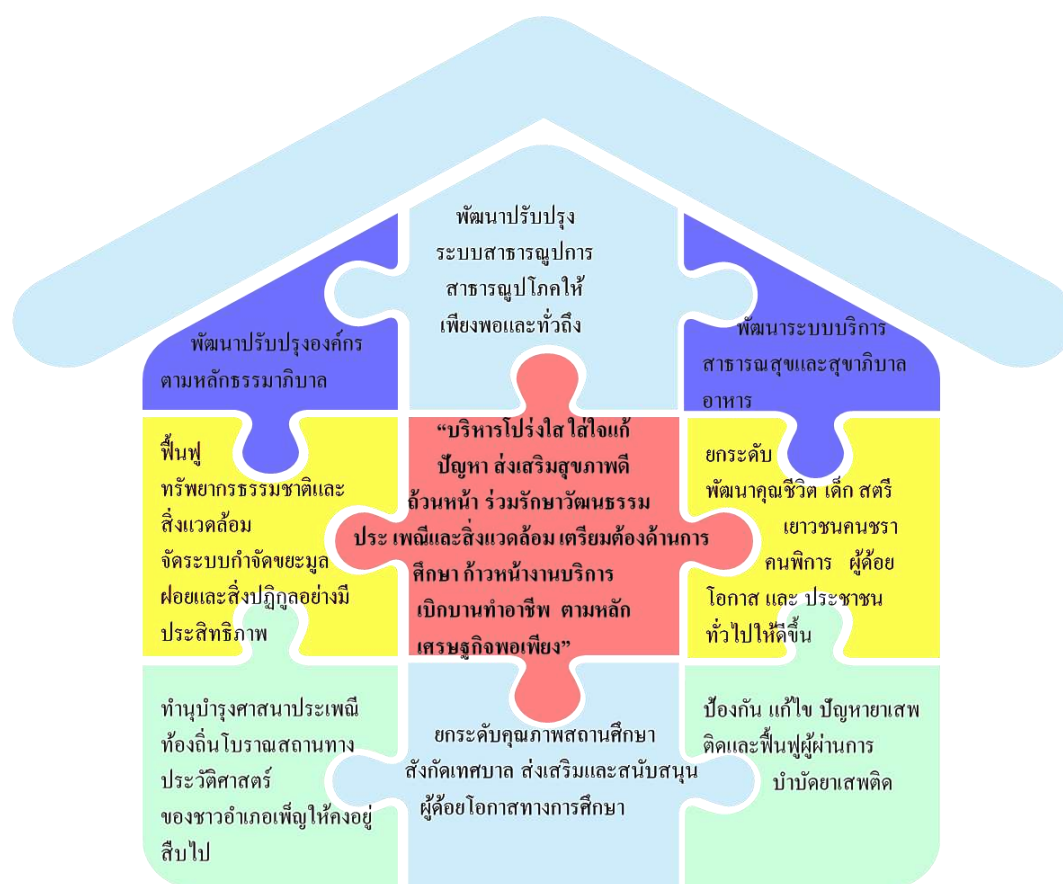 พัฒนาปรับปรุง
ระบบสาธารณูปการ
สาธารณูปโภคให้
เพียงพอและทั่วถึง
พัฒนาปรับปรุงองค์กร
ตามหลักธรรมาภิบาล
พัฒนาระบบบริการ
สาธารณสุขและสุขาภิบาล
อาหาร
ฟื้นฟู
ทรัพยากรธรรมชาติและ
สิ่งแวดล้อม
จัดระบบกำจัดขยะมูล
ฝอยและสิ่งปฏิกูลอย่างมี
ประสิทธิภาพ
“บริหารโปร่งใส ใส่ใจแก้
ปัญหา ส่งเสริมสุขภาพดี
ถ้วนหน้า ร่วมรักษาวัฒนธรรม
ประ เพณีและสิ่งแวดล้อม เตรียมต้องด้านการ
ศึกษา ก้าวหน้างานบริการ
เบิกบานทำอาชีพ ตามหลัก
เศรษฐกิจพอเพียง”
ยกระดับ
พัฒนาคุณชีวิต เด็ก สตรี
เยาวชนคนชรา
คนพิการ ผู้ด้อย
โอกาส และ ประชาชน
ทั่วไปให้ดีขึ้น
ทำนุบำรุงศาสนาประเพณี
ท้องถิ่นโบราณสถานทาง
ประวัติศาสตร์
ของชาวอำเภอเพ็ญให้คงอยู่
สืบไป
ยกระดับคุณภาพสถานศึกษา
สังกัดเทศบาล ส่งเสริมและสนับสนุน
ผู้ด้อยโอกาสทางการศึกษา
ป้องกัน แก้ไข ปัญหายาเสพ
ติดและฟื้นฟูผู้ผ่านการ
บำบัดยาเสพติด